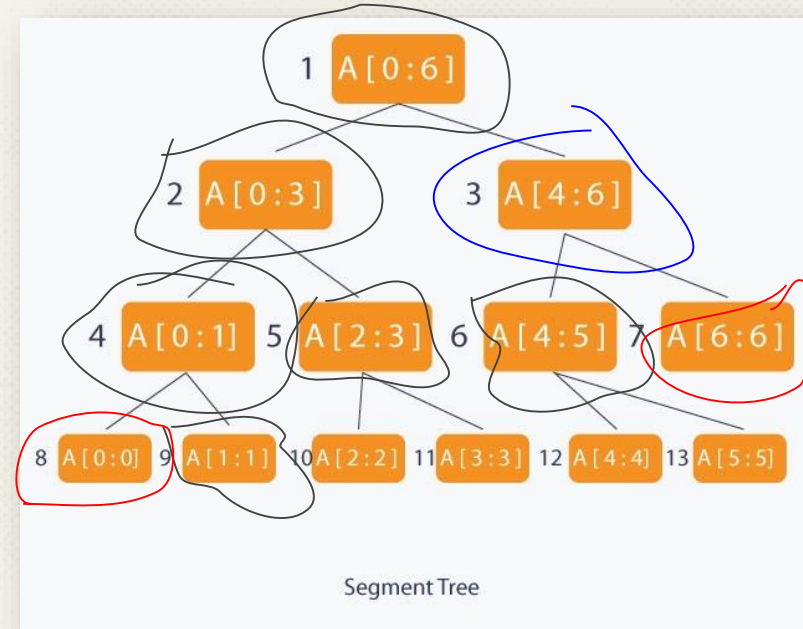 1 A[0:6]
2 A[0:3] 3 A[4:6]
4 A[0:1] 5 A[2:3] 6 A[4:5] 7 A[6:6]
8 A[0:0] 9 A[1:1] 10 A[2:2] 11 A[3:3] 12 A[4:4] 13 A[5:5]
Segment Tree